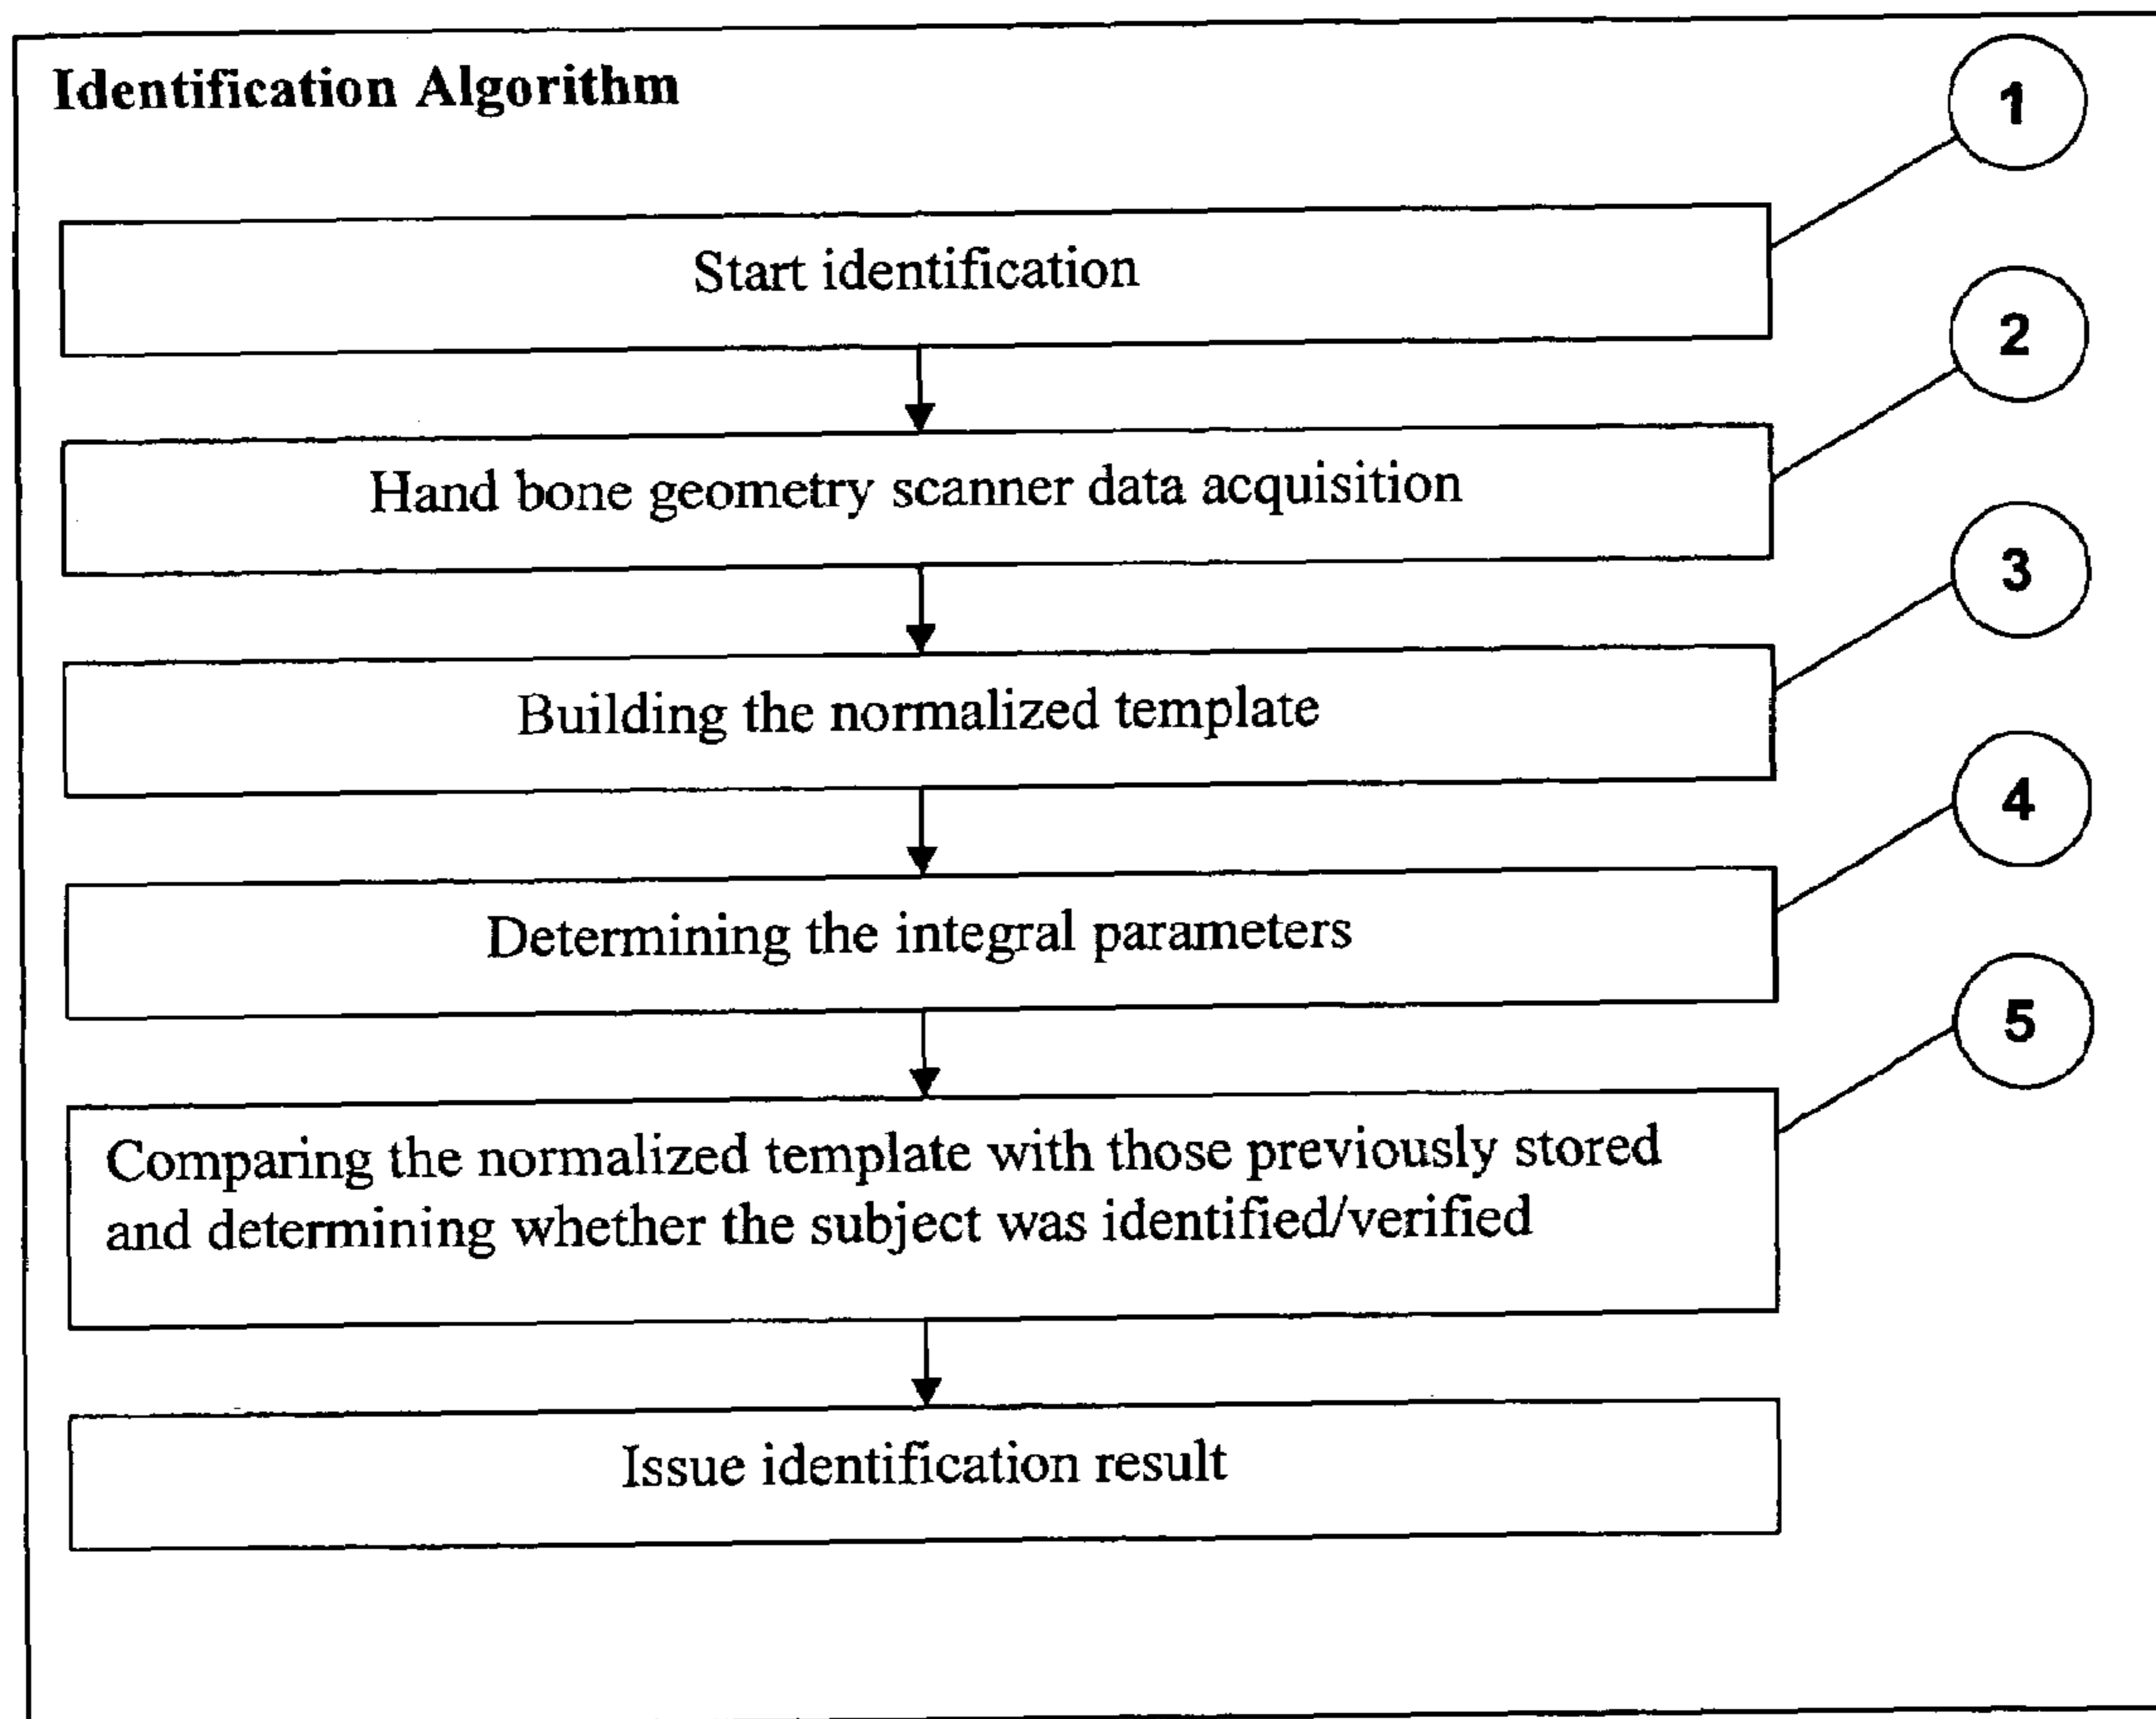 Identification Algorithm
1
Start identification
2
Hand bone geometry scanner data acquisition
3
Building the normalized template
4
Determining the integral parameters
5
Comparing the normalized template with those previously stored
and determining whether the subject was identified/verified
Issue identification result